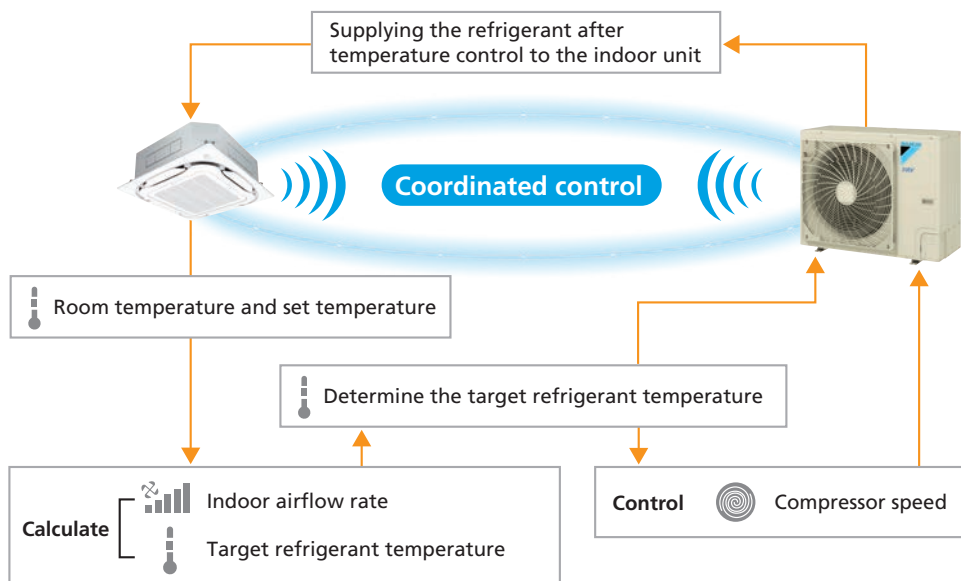 Supplying the refrigerant after
temperature control to the indoor unit
Coordinated control
Room temperature and set temperature
Determine the target refrigerant temperature
Calculate
Indoor airflow rate
Target refrigerant temperature
Control
Compressor speed